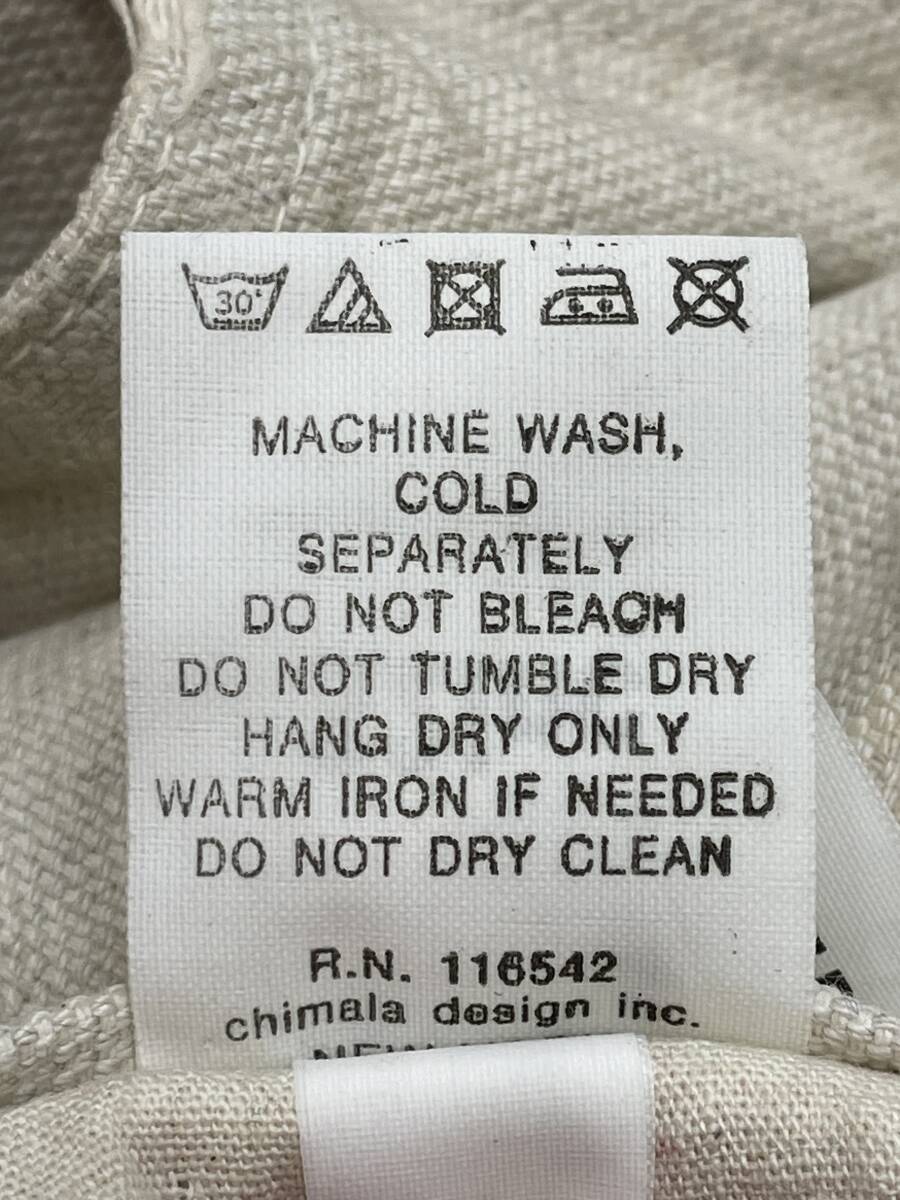 30°
MACHINE WASH,
COLD
SEPARATELY
DO NOT BLEACH
DO NOT TUMBLE DRY
HANG DRY ONLY
WARM IRON IF NEEDED
DO NOT DRY CLEAN
R.N. 116542
chimala design inc.